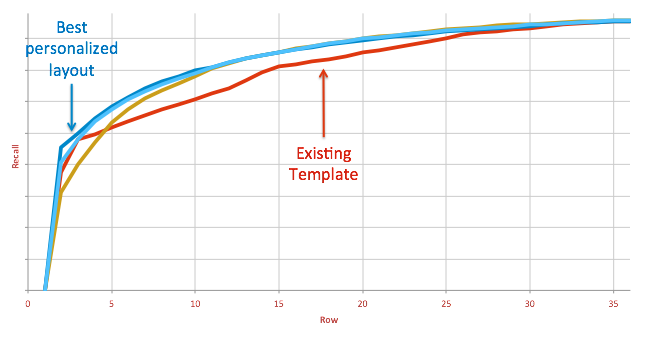 Best
personalized
layout
Existing
Template
Recall
0 5 10 15 20 25 30 35
Row